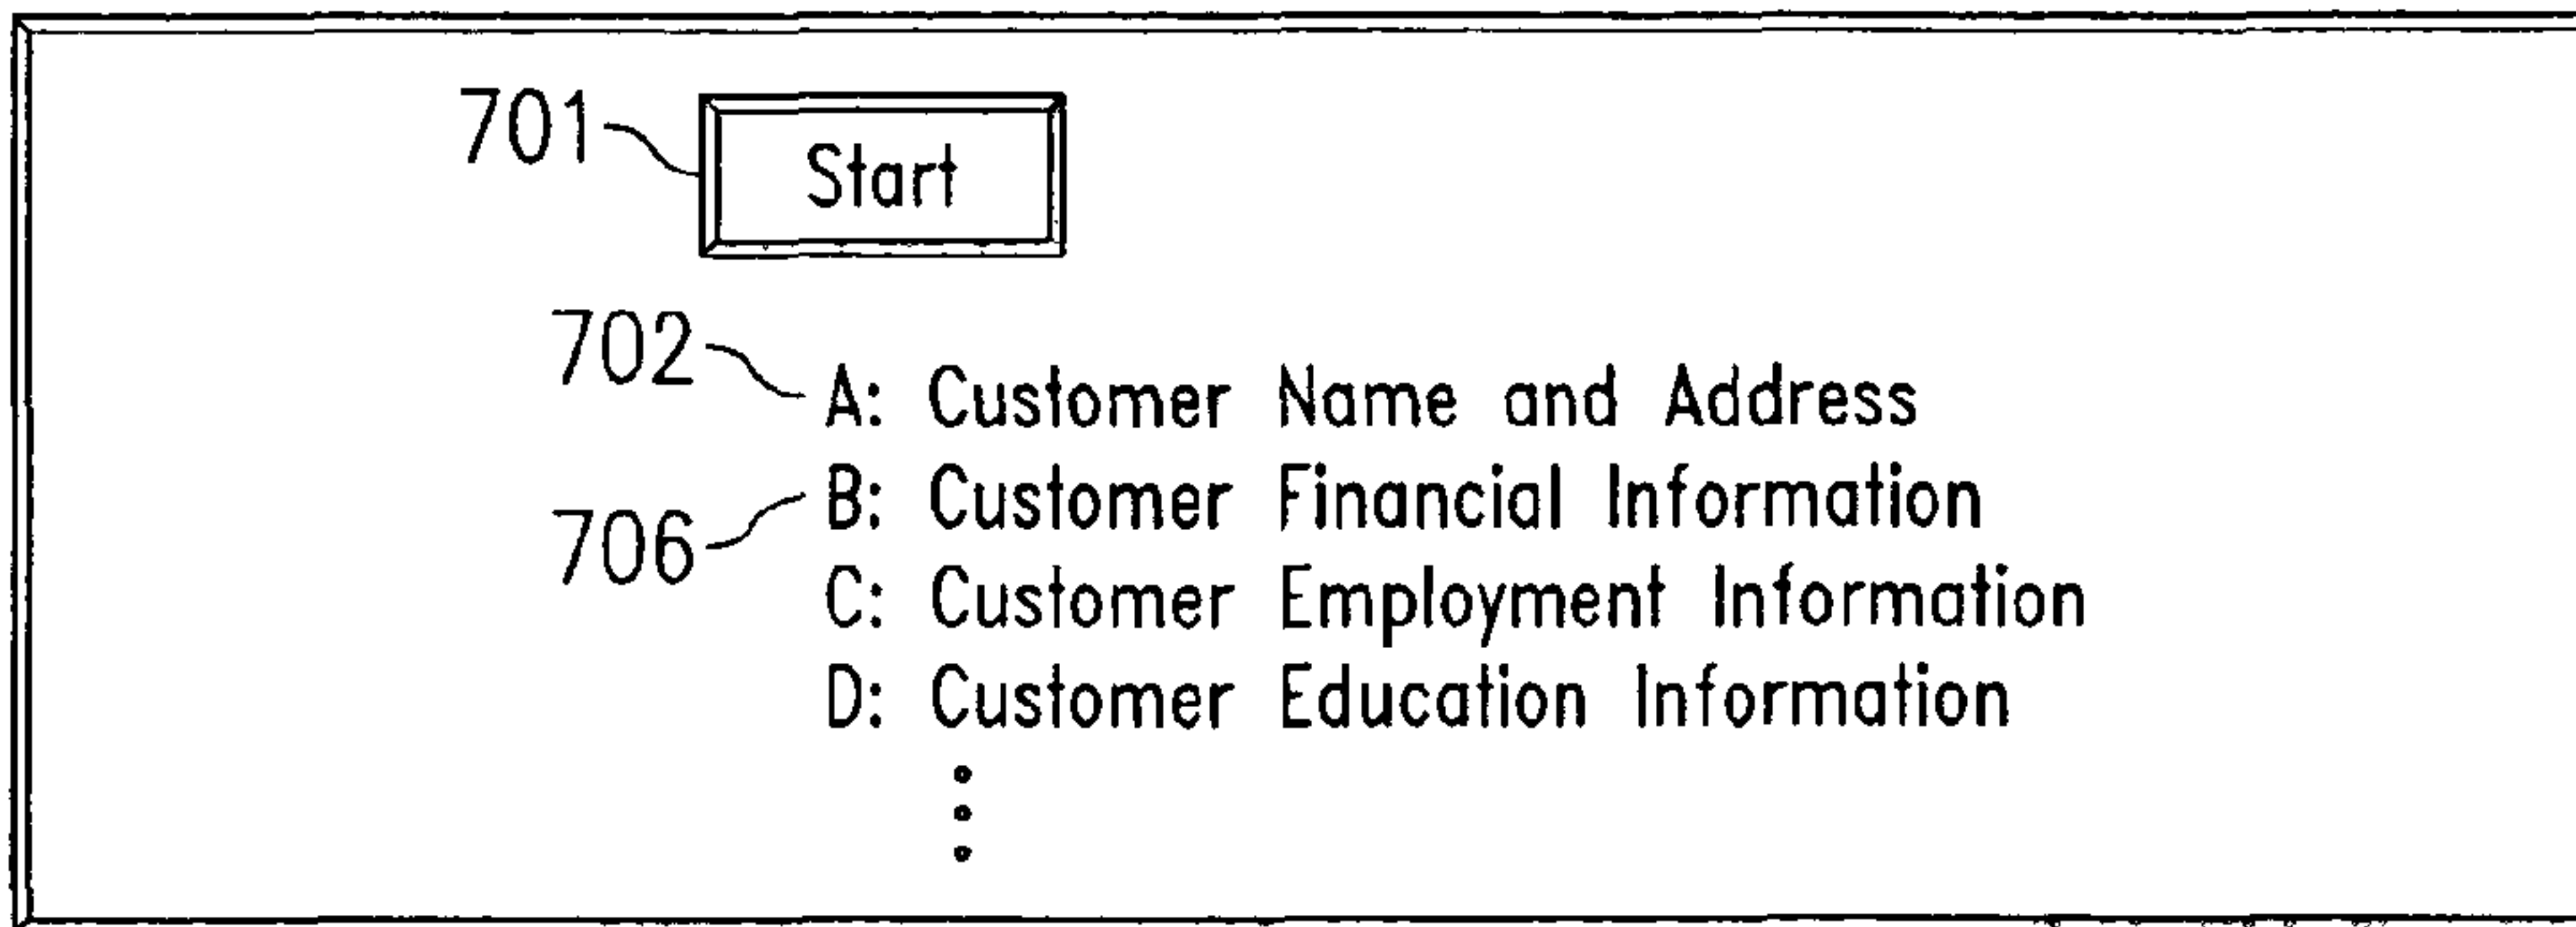 701
Start
702
A: Customer Name and Address
B: Customer Financial Information
706
C: Customer Employment Information
D: Customer Education Information